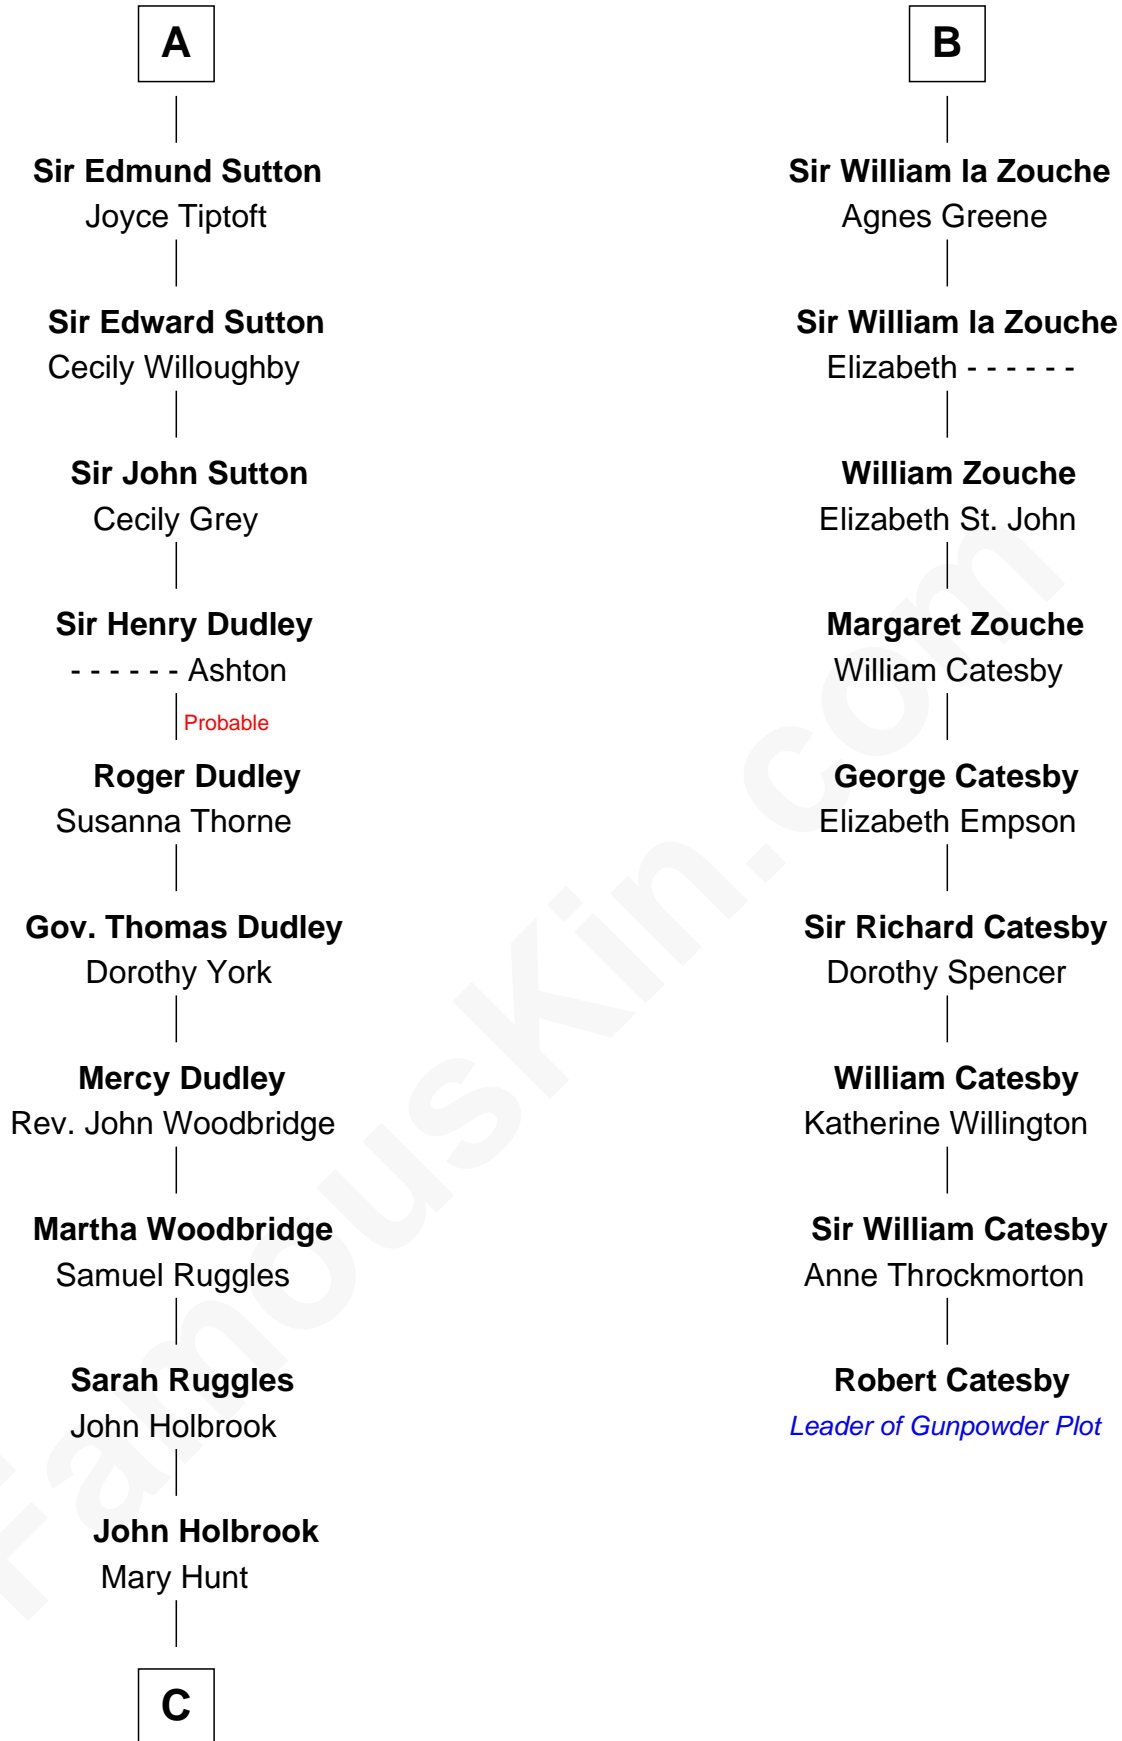 A
Sir Edmund Sutton
Joyce Tiptoft
Sir Edward Sutton
Cecily Willoughby
Sir John Sutton
Cecily Grey
Sir Henry Dudley
- - - - - - Ashton
Probable
Roger Dudley
Susanna Thorne
Gov. Thomas Dudley
Dorothy York
Mercy Dudley
Rev. John Woodbridge
Martha Woodbridge
Samuel Ruggles
Sarah Ruggles
John Holbrook
John Holbrook
Mary Hunt
C
B
Sir William la Zouche
Agnes Greene
Sir William la Zouche
Elizabeth - - - - - -
William Zouche
Elizabeth St. John
Margaret Zouche
William Catesby
George Catesby
Elizabeth Empson
Sir Richard Catesby
Dorothy Spencer
William Catesby
Katherine Willington
Sir William Catesby
Anne Throckmorton
Robert Catesby
Leader of Gunpowder Plot
FamousKin.com